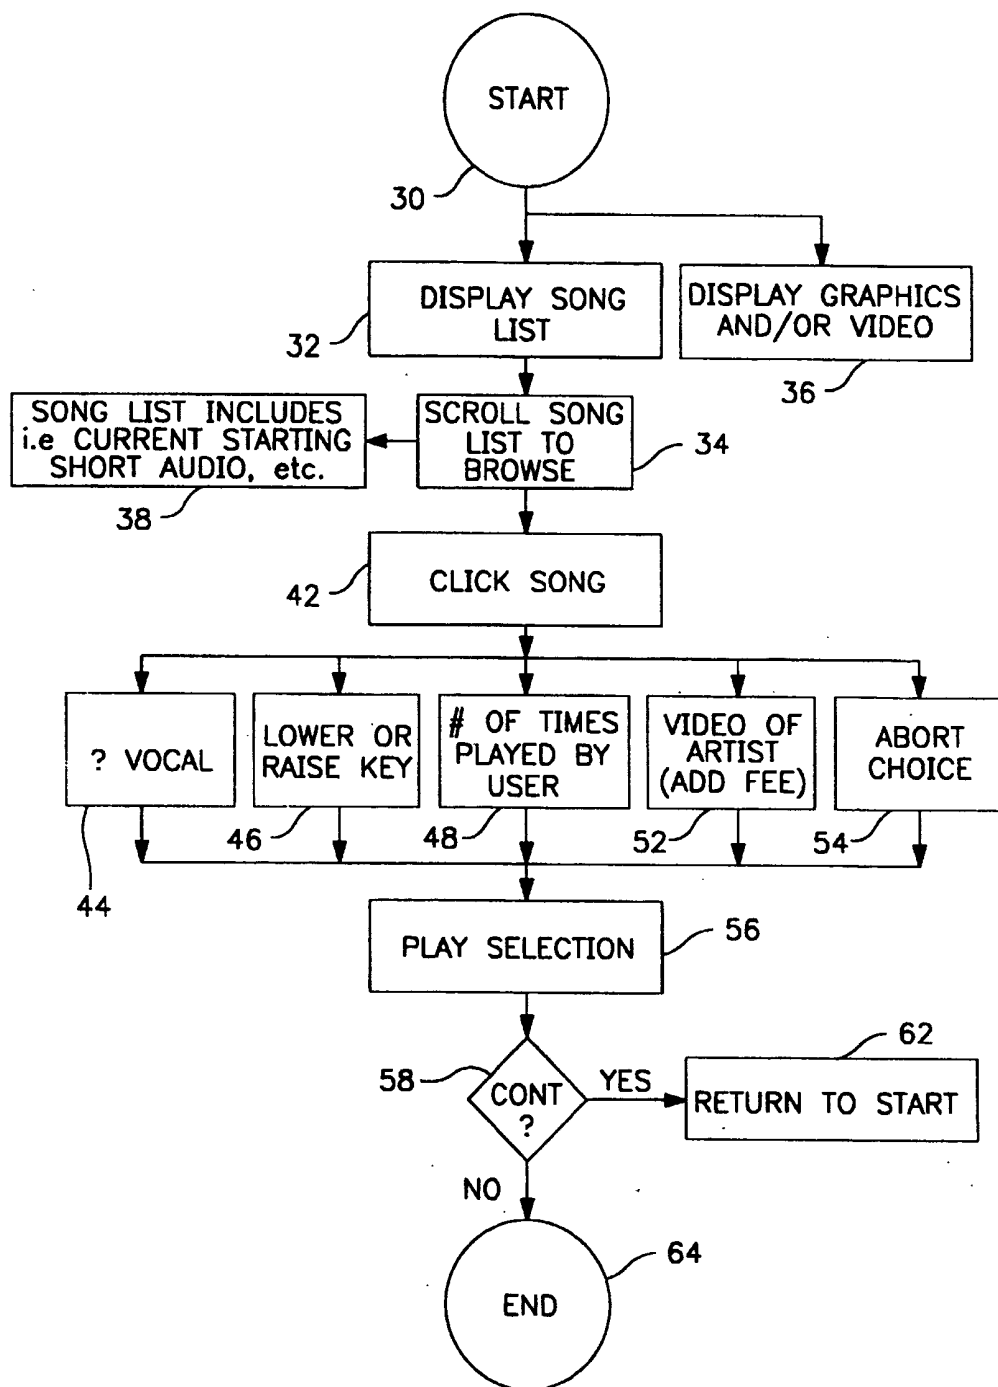 START
30
DISPLAY SONG
LIST
32
DISPLAY GRAPHICS
AND/OR VIDEO
36
SONG LIST INCLUDES
i.e CURRENT STARTING
SHORT AUDIO, etc.
38
SCROLL SONG
LIST TO
BROWSE
34
CLICK SONG
42
? VOCAL
44
LOWER OR
RAISE KEY
46
# OF TIMES
PLAYED BY
USER
48
VIDEO OF
ARTIST
(ADD FEE)
52
ABORT
CHOICE
54
PLAY SELECTION
56
CONT
?
58
YES
RETURN TO START
62
NO
END
64